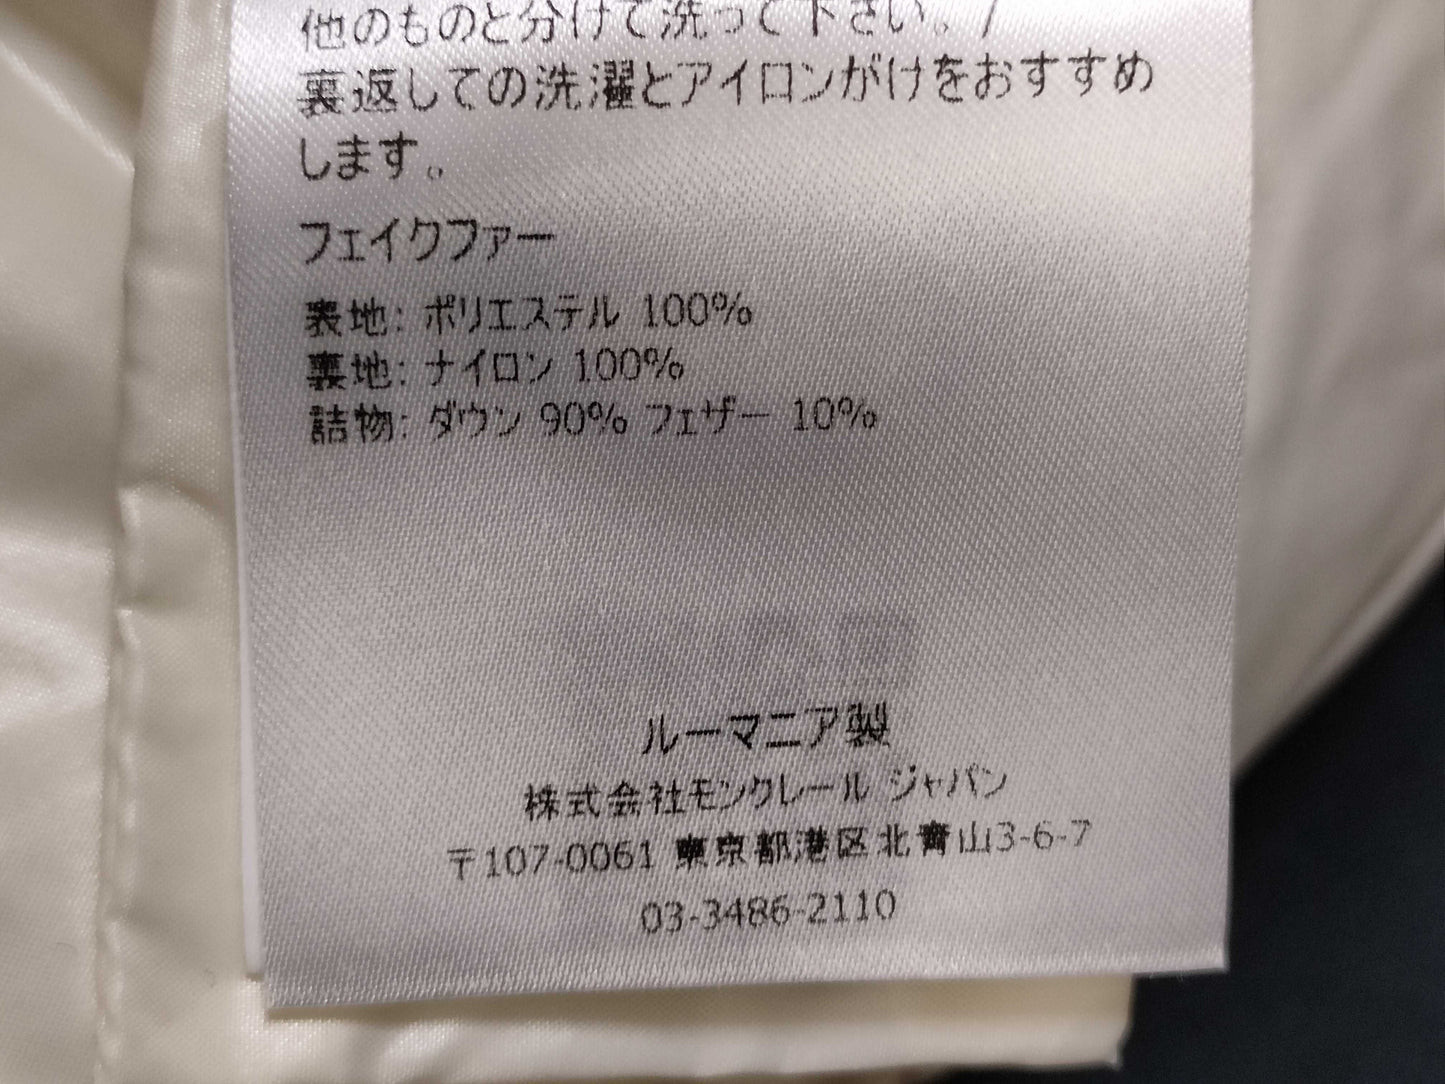 他のものと分けて洗って下さい。/
裏返しての洗濯とアイロンがけをおすすめ
します。
フェイクファー
表地: ポリエステル 100%
裏地: ナイロン 100%
詰物: ダウン 90% フェザー 10%
ルーマニア製
株式会社モンクレール ジャパン
〒107-0061 東京都港区北青山3-6-7
03-3486-2110